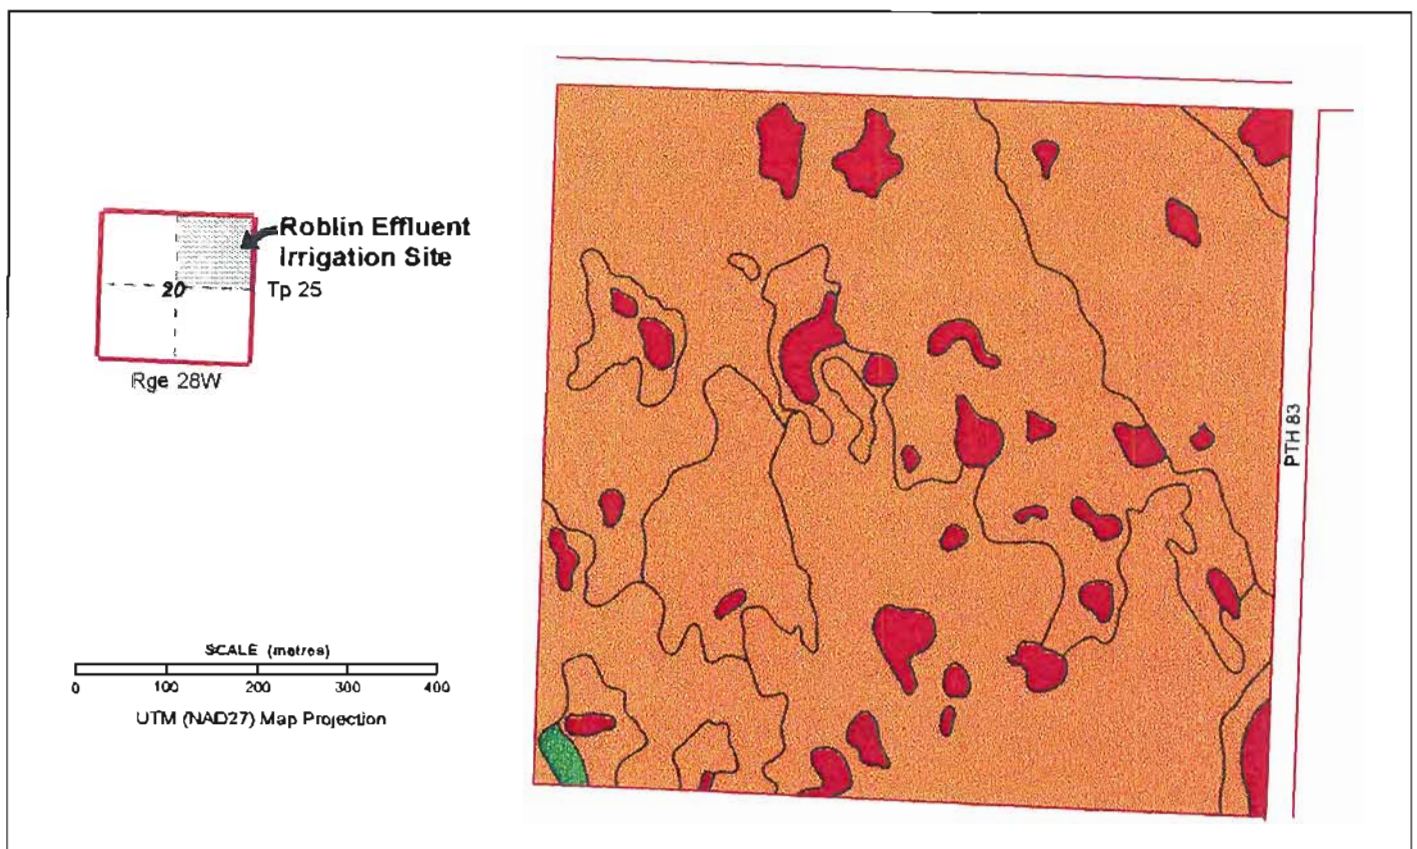 Roblin Effluent
Irrigation Site
20
Tp 25
Rge 28W
PTH 83
SCALE (metres)
0 100 200 300 400
UTM (NAD27) Map Projection